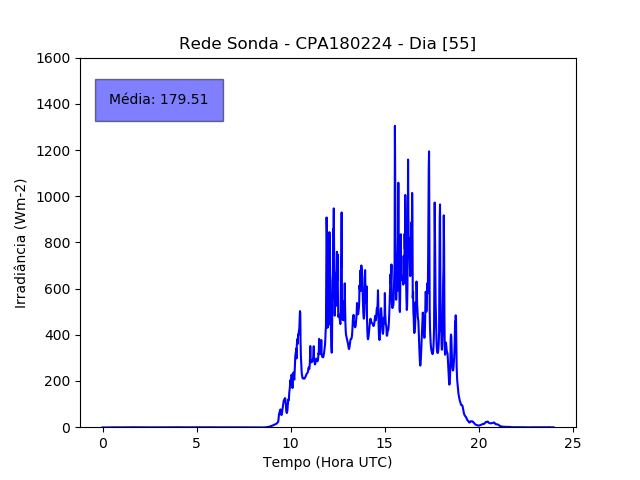 Rede Sonda - CPA180224 - Dia [55]
1600
1400
1200
1000
800
600
400
200
0
Média: 179.51
Irradiância (Wm-2)
0 5 10 15 20 25
Tempo (Hora UTC)